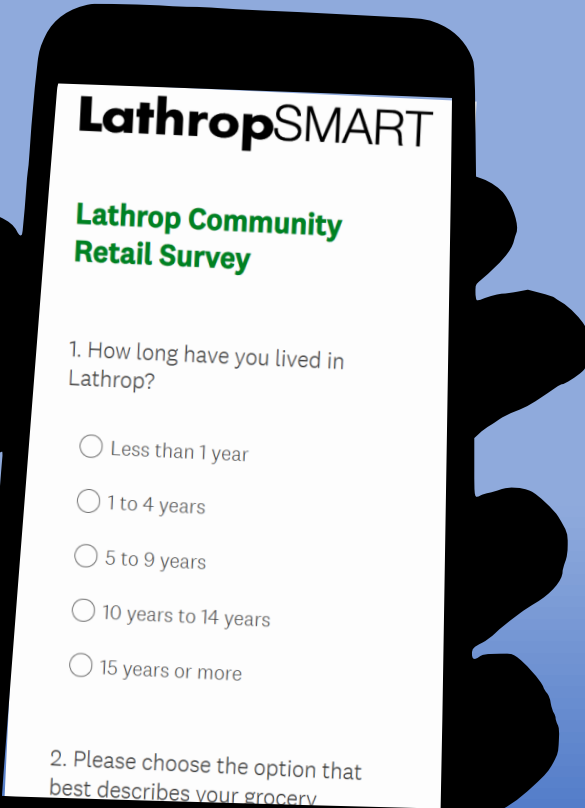 LathropSMART
Lathrop Community
Retail Survey
1. How long have you lived in
Lathrop?
Less than 1 year
1 to 4 years
5 to 9 years
10 years to 14 years
15 years or more
2. Please choose the option that
best describes your grocery